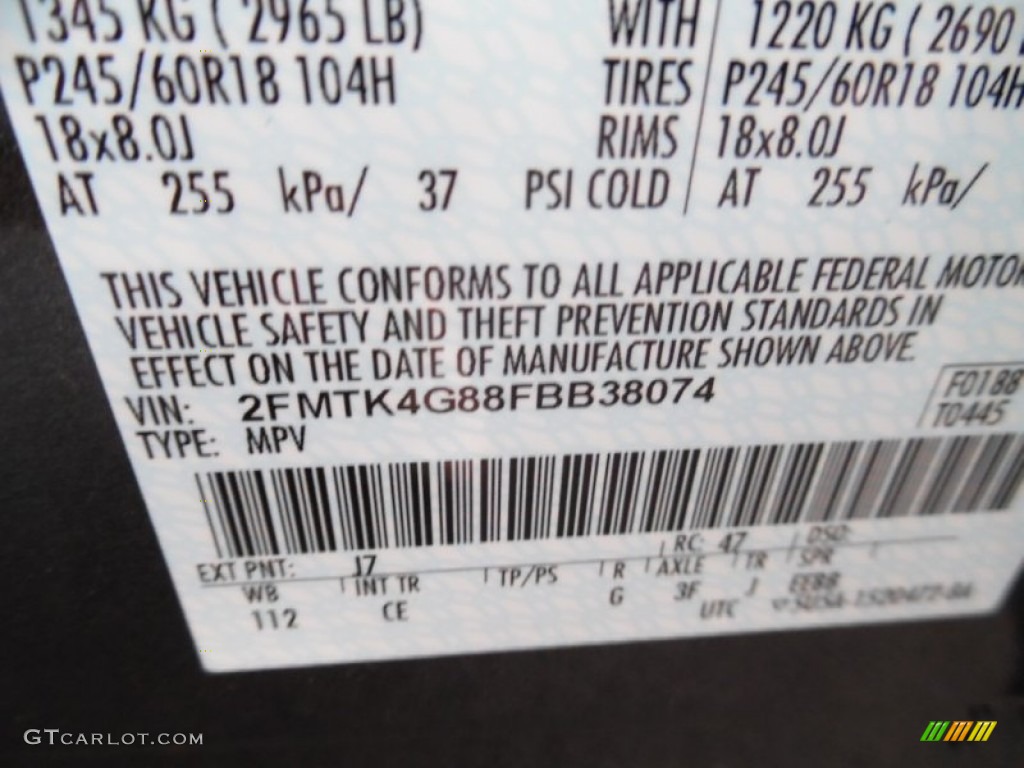 1345 KG ( 2965 LB) WITH 1220 KG ( 2690
P245/60R18 104H TIRES P245/60R18 104H
18x8.0J RIMS 18x8.0J
AT 255 kPa/ 37 PSI COLD AT 255 kPa/
THIS VEHICLE CONFORMS TO ALL APPLICABLE FEDERAL MOTOR
VEHICLE SAFETY AND THEFT PREVENTION STANDARDS IN
EFFECT ON THE DATE OF MANUFACTURE SHOWN ABOVE.
VIN: 2FMTK4G88FBB38074 F0188
TYPE: MPV T0445
EXT PNT: J7 RC: 47 DSO:
WB INT TR TP/PS R AXLE TR SPR
112 CE G 3F J EEBB
UTC
GTCARLOT.COM